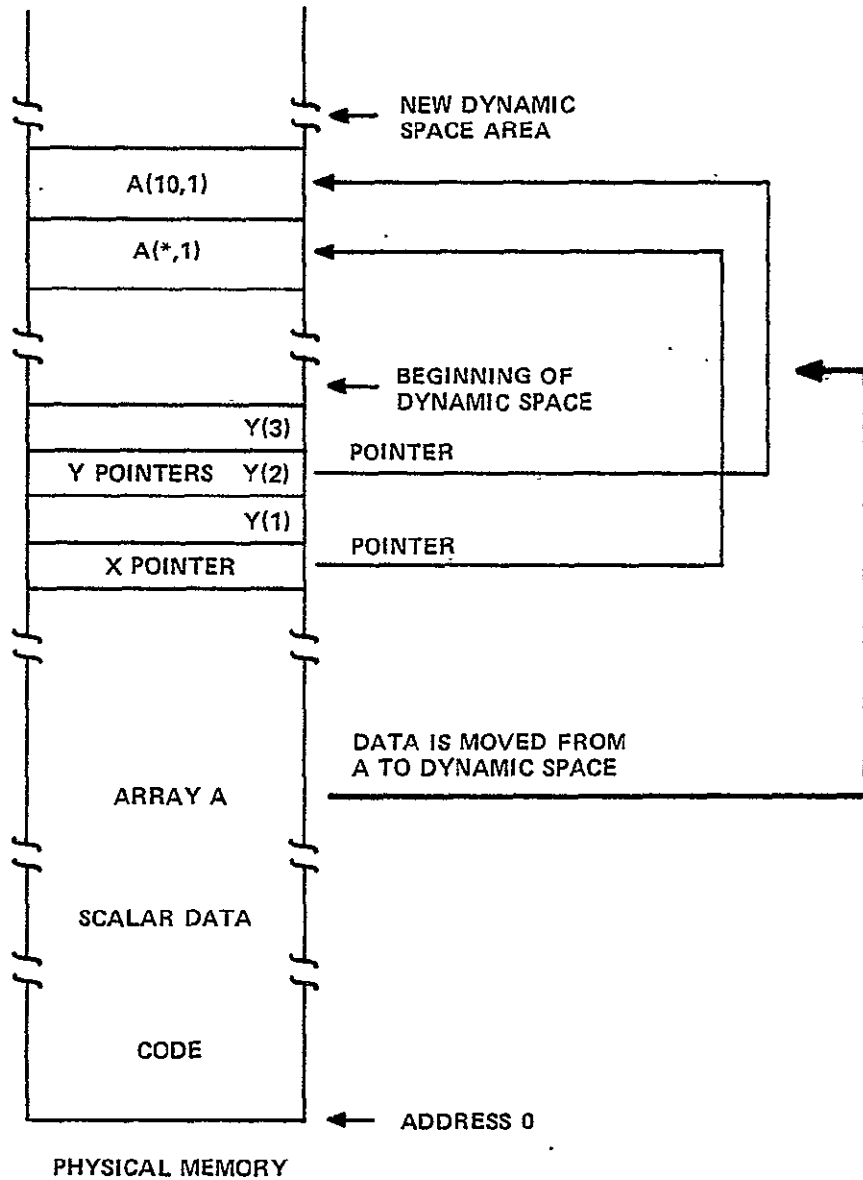 NEW DYNAMIC
SPACE AREA
A(10,1)
A(*,1)
BEGINNING OF
DYNAMIC SPACE
Y(3)
POINTER
Y POINTERS Y(2)
Y(1)
POINTER
X POINTER
DATA IS MOVED FROM
A TO DYNAMIC SPACE
ARRAY A
SCALAR DATA
CODE
ADDRESS 0
PHYSICAL MEMORY